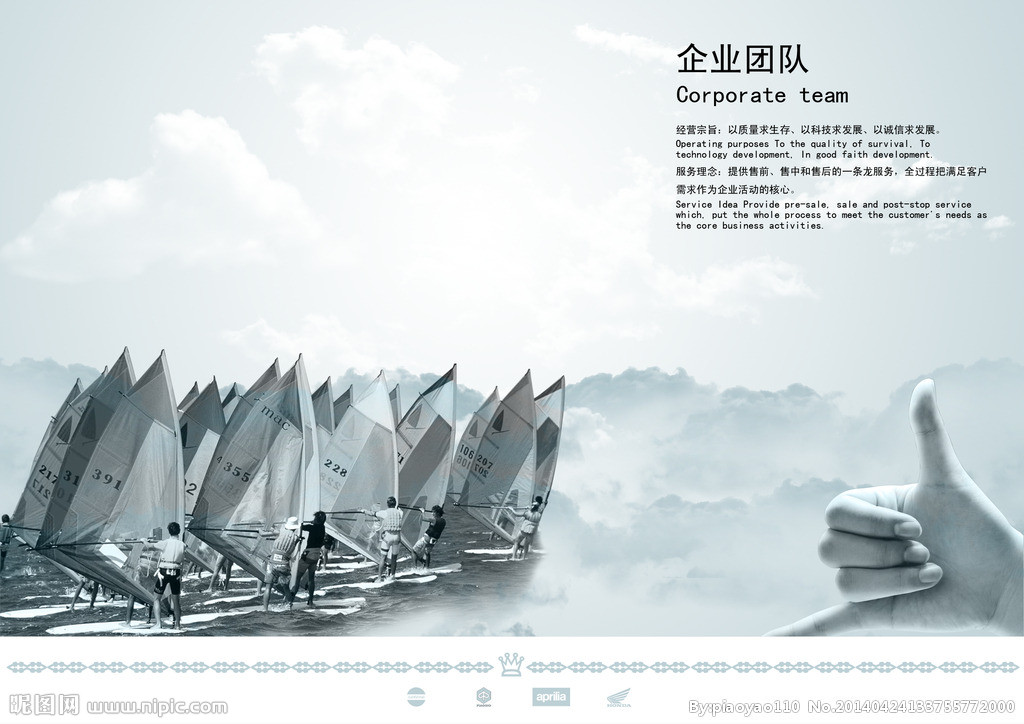 企业团队
Corporate team
经营宗旨：以质量求生存、以科技求发展、以诚信求发展。
Operating purposes To the quality of survival, To
technology development, In good faith development.
服务理念：提供售前、售中和售后的一条龙服务，全过程把满足客户
需求作为企业活动的核心。
Service Idea Provide pre-sale, sale and post-stop service
which, put the whole process to meet the customer's needs as
the core business activities.
mac
217
31
391
355
228
106
207
aprilia
昵图网 www.nipic.com
By:piaoyao110 No.20140424133755772000